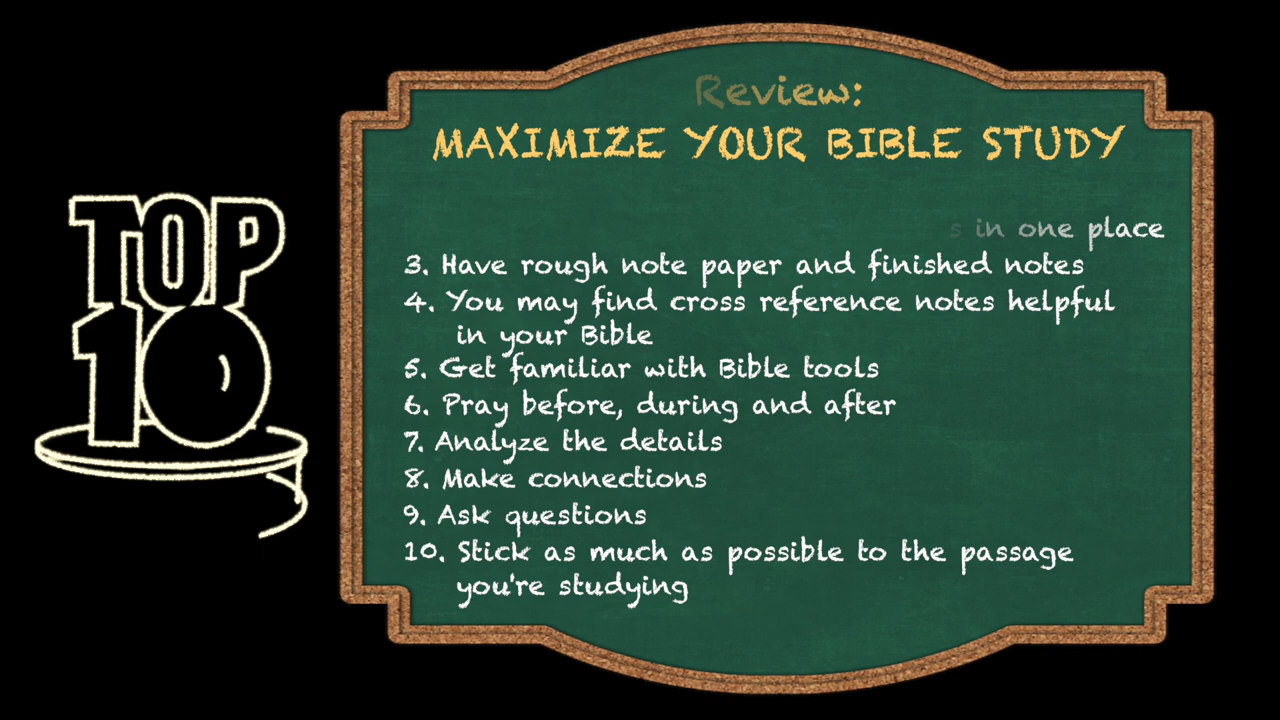 TOP
10
Review:
MAXIMIZE YOUR BIBLE STUDY
s in one place
3. Have rough note paper and finished notes
4. You may find cross reference notes helpful
in your Bible
5. Get familiar with Bible tools
6. Pray before, during and after
7. Analyze the details
8. Make connections
9. Ask questions
10. Stick as much as possible to the passage
you're studying